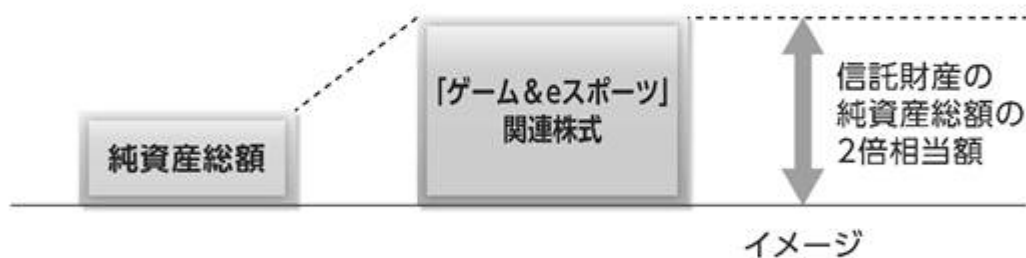 純資産総額
「ゲーム&eスポーツ」
関連株式
信託財産の
純資産総額の
2倍相当額
イメージ